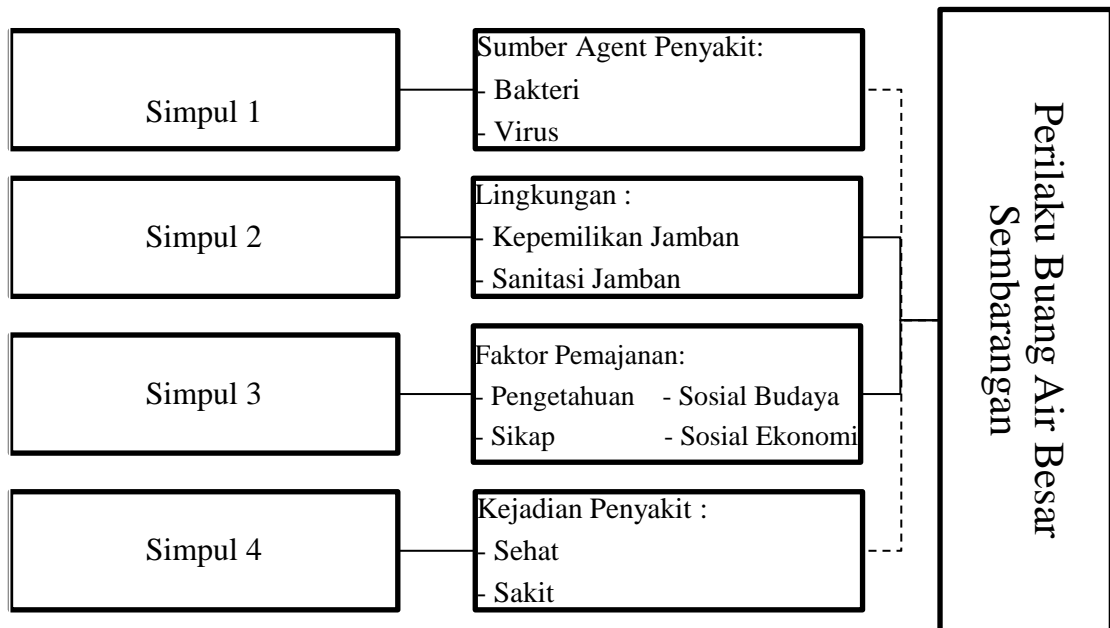 Simpul 1
Sumber Agent Penyakit:
- Bakteri
- Virus
Simpul 2
Lingkungan :
- Kepemilikan Jamban
- Sanitasi Jamban
Simpul 3
Faktor Pemajanan:
- Pengetahuan - Sosial Budaya
- Sikap - Sosial Ekonomi
Simpul 4
Kejadian Penyakit :
- Sehat
- Sakit
Perilaku Buang Air Besar
Sembarangan